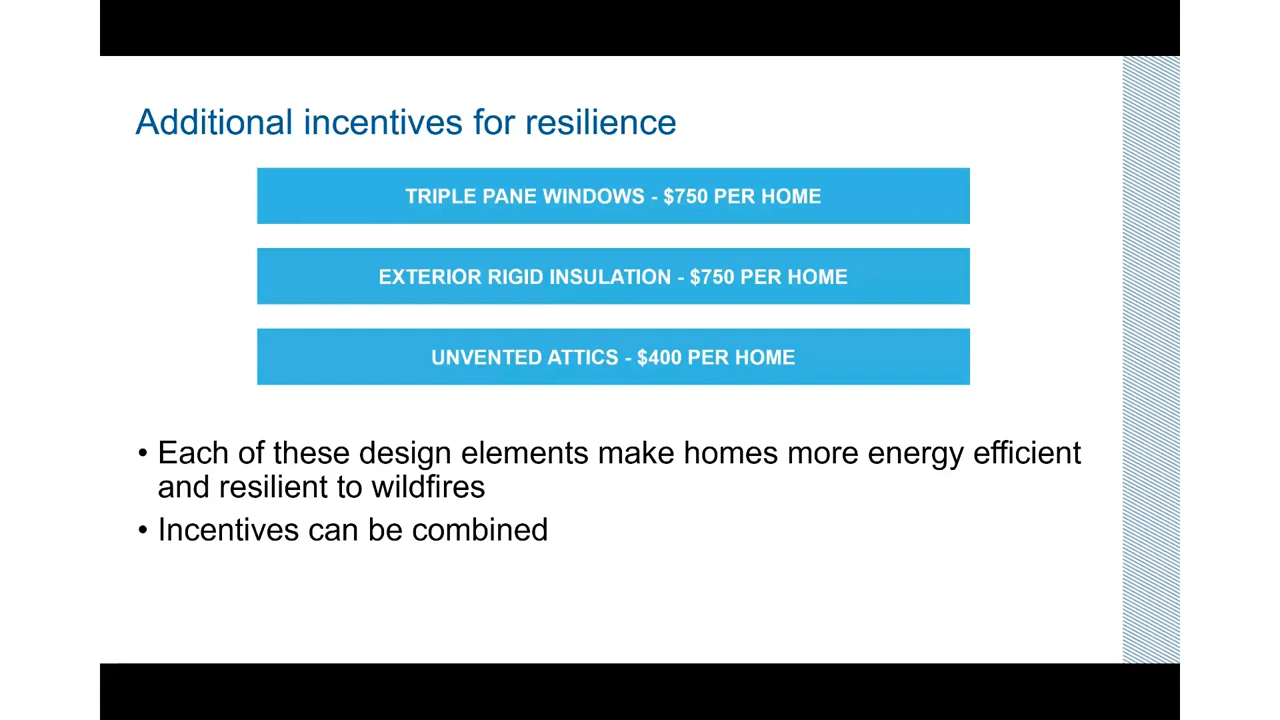 Additional incentives for resilience
TRIPLE PANE WINDOWS - $750 PER HOME
EXTERIOR RIGID INSULATION - $750 PER HOME
UNVENTED ATTICS - $400 PER HOME
• Each of these design elements make homes more energy efficient
and resilient to wildfires
• Incentives can be combined